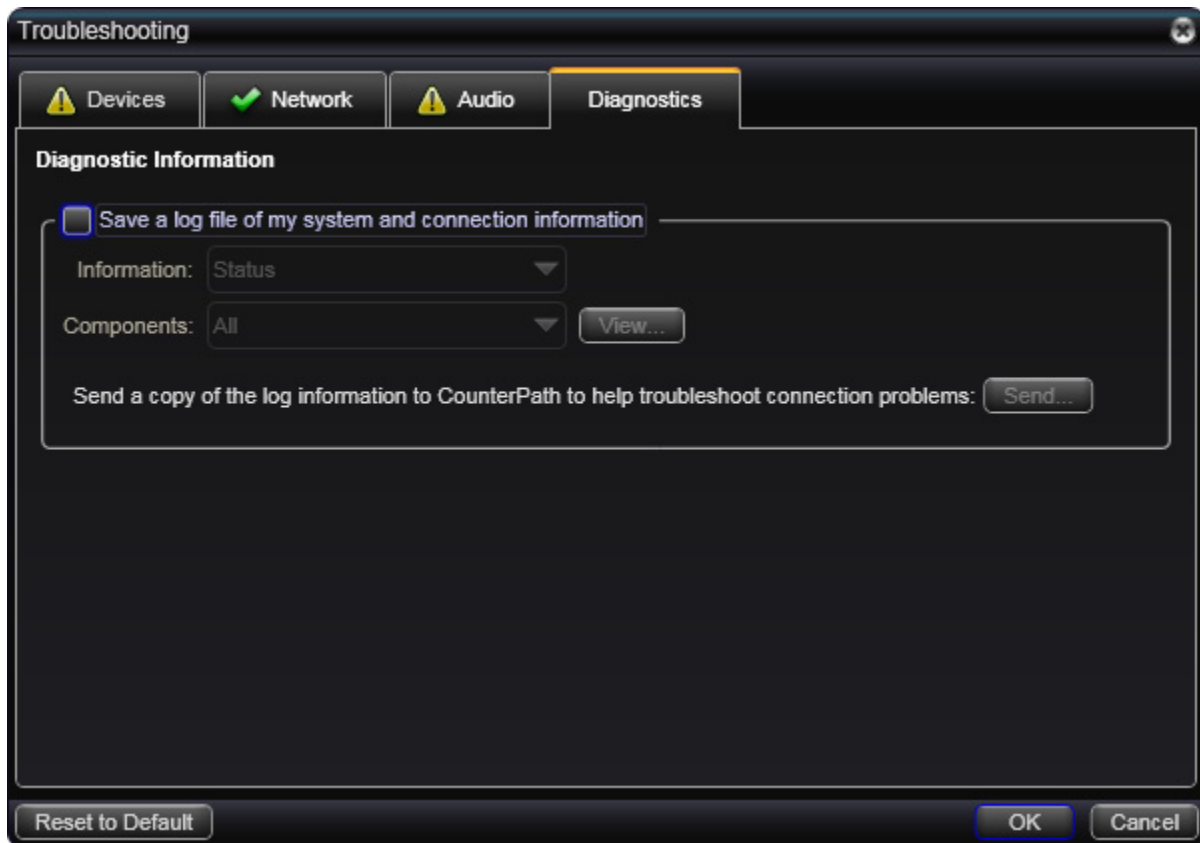 Troubleshooting
Devices Network Audio Diagnostics
Diagnostic Information
Save a log file of my system and connection information
Information: Status
Components: All View...
Send a copy of the log information to CounterPath to help troubleshoot connection problems: Send...
Reset to Default OK Cancel